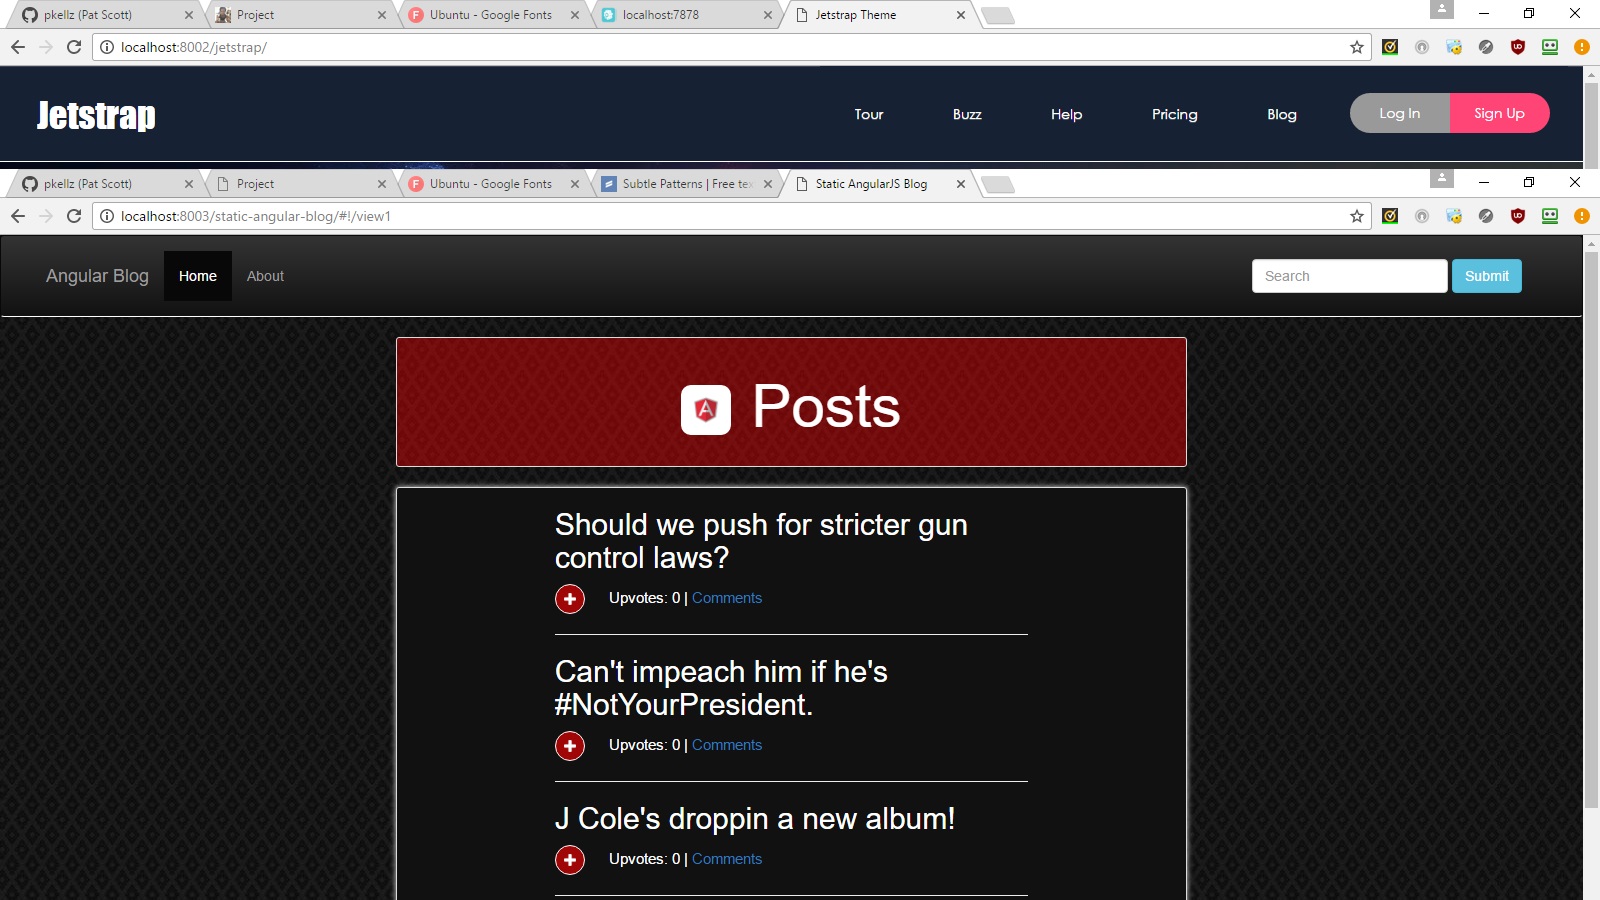 pkellz (Pat Scott) Project Ubuntu - Google Fonts localhost:7878 Jetstrap Theme
localhost:8002/jetstrap/
Jetstrap Tour Buzz Help Pricing Blog Log In Sign Up
pkellz (Pat Scott) Project Ubuntu - Google Fonts Subtle Patterns | Free tex Static AngularJS Blog
localhost:8003/static-angular-blog/#!/view1
Angular Blog Home About Search Submit
Posts
Should we push for stricter gun
control laws?
Upvotes: 0 | Comments
Can't impeach him if he's
#NotYourPresident.
Upvotes: 0 | Comments
J Cole's droppin a new album!
Upvotes: 0 | Comments